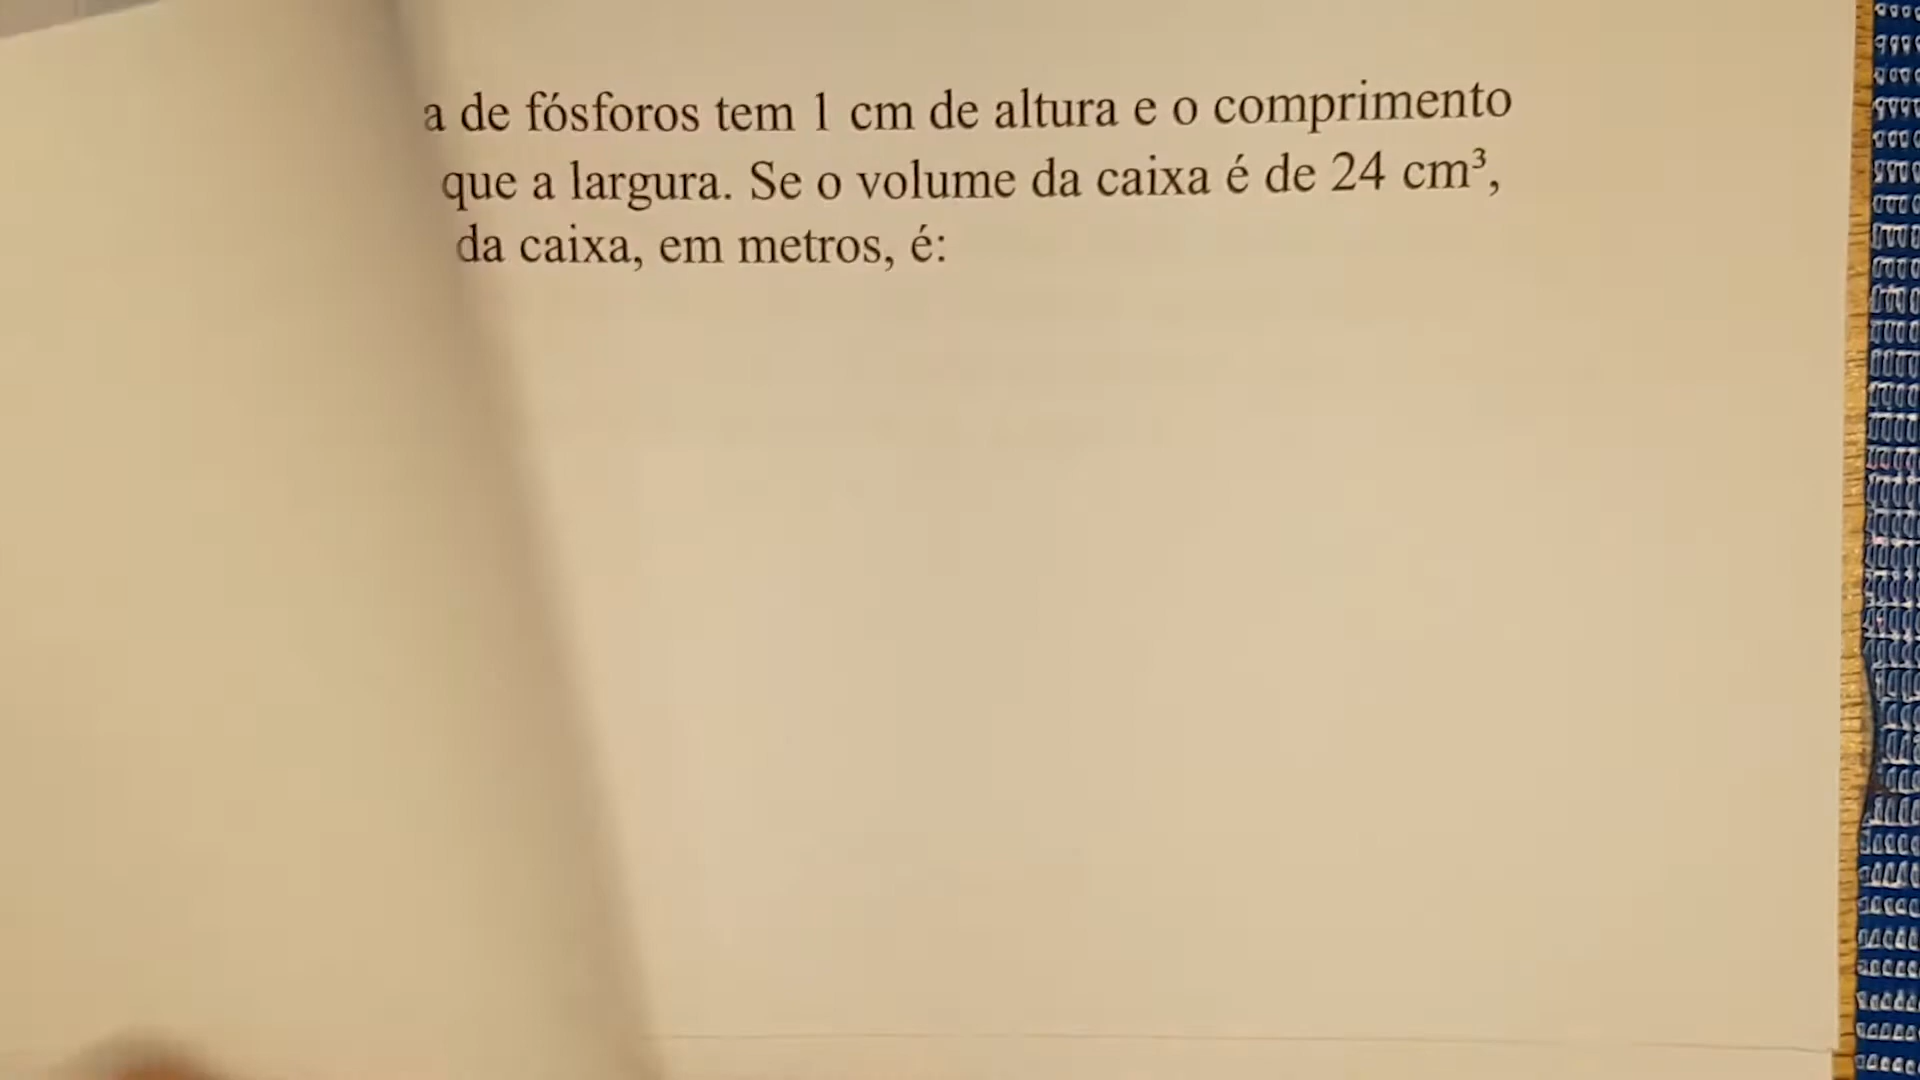 a de fósforos tem 1 cm de altura e o comprimento
que a largura. Se o volume da caixa é de 24 cm³,
da caixa, em metros, é: